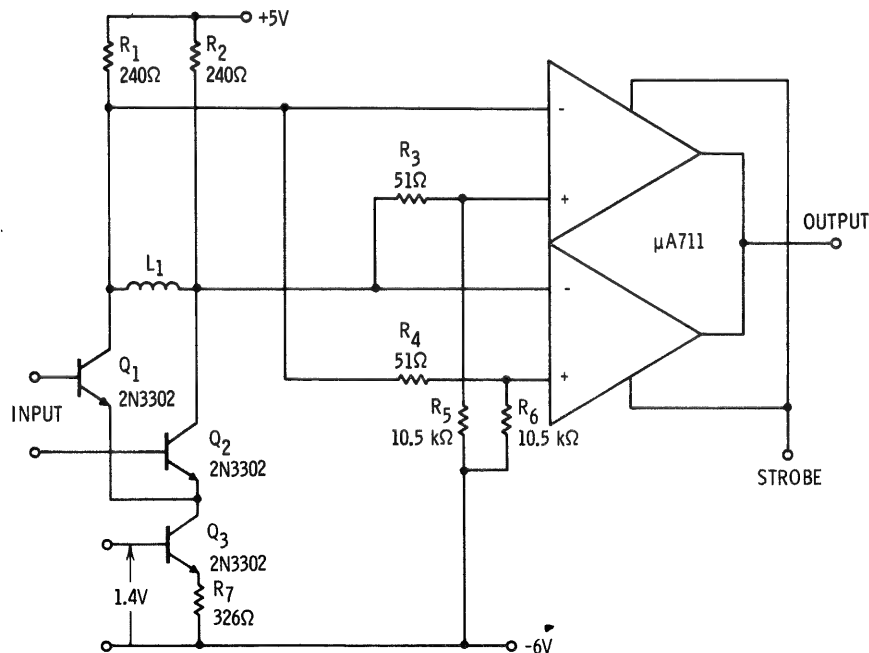 +5V
R1
240Ω
R2
240Ω
-
R3
51Ω
+
μA711
OUTPUT
L1
-
R4
51Ω
+
Q1
2N3302
INPUT
R5
10.5 kΩ
R6
10.5 kΩ
Q2
2N3302
STROBE
Q3
2N3302
1.4V
R7
326Ω
-6V